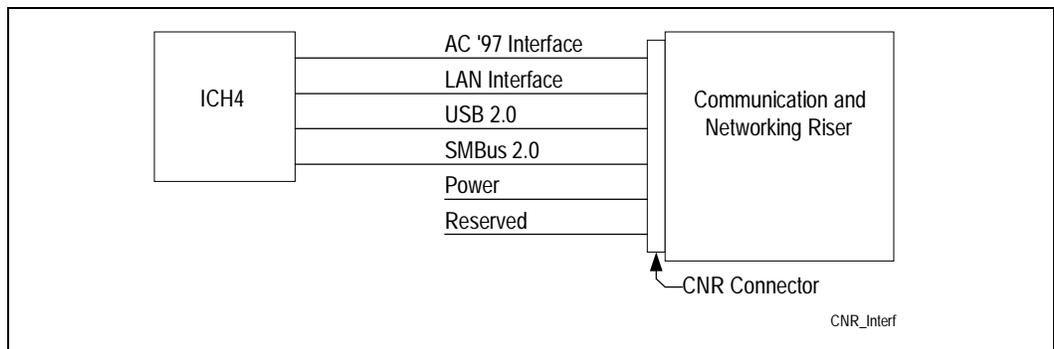 AC '97 Interface
LAN Interface
ICH4
USB 2.0
SMBus 2.0
Power
Reserved
Communication and
Networking Riser
CNR Connector
CNR_Interf